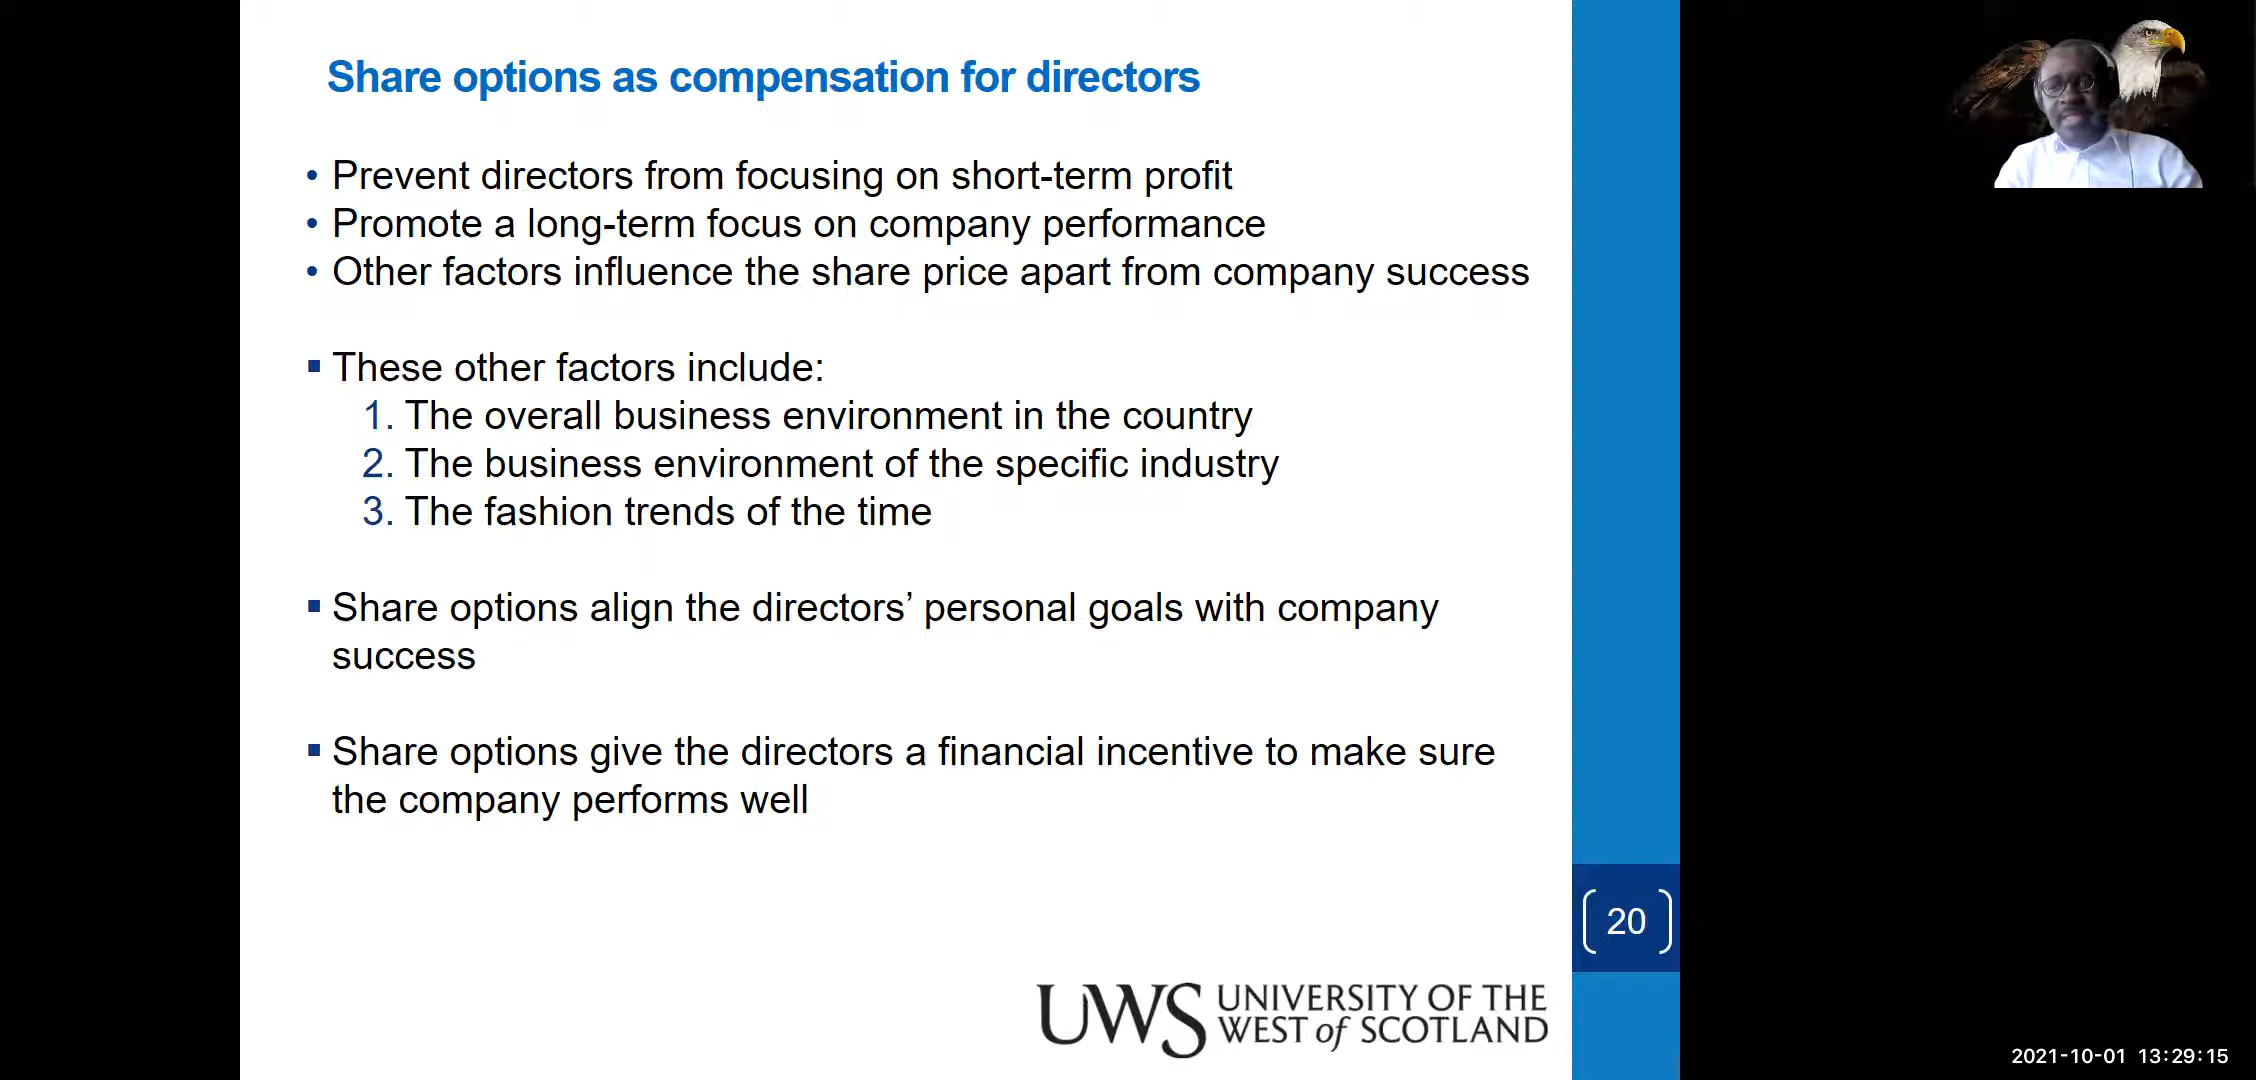 Share options as compensation for directors
• Prevent directors from focusing on short-term profit
• Promote a long-term focus on company performance
• Other factors influence the share price apart from company success
▪ These other factors include:
1. The overall business environment in the country
2. The business environment of the specific industry
3. The fashion trends of the time
▪ Share options align the directors’ personal goals with company
success
▪ Share options give the directors a financial incentive to make sure
the company performs well
20
UWS UNIVERSITY OF THE
WEST of SCOTLAND
2021-10-01 13:29:15